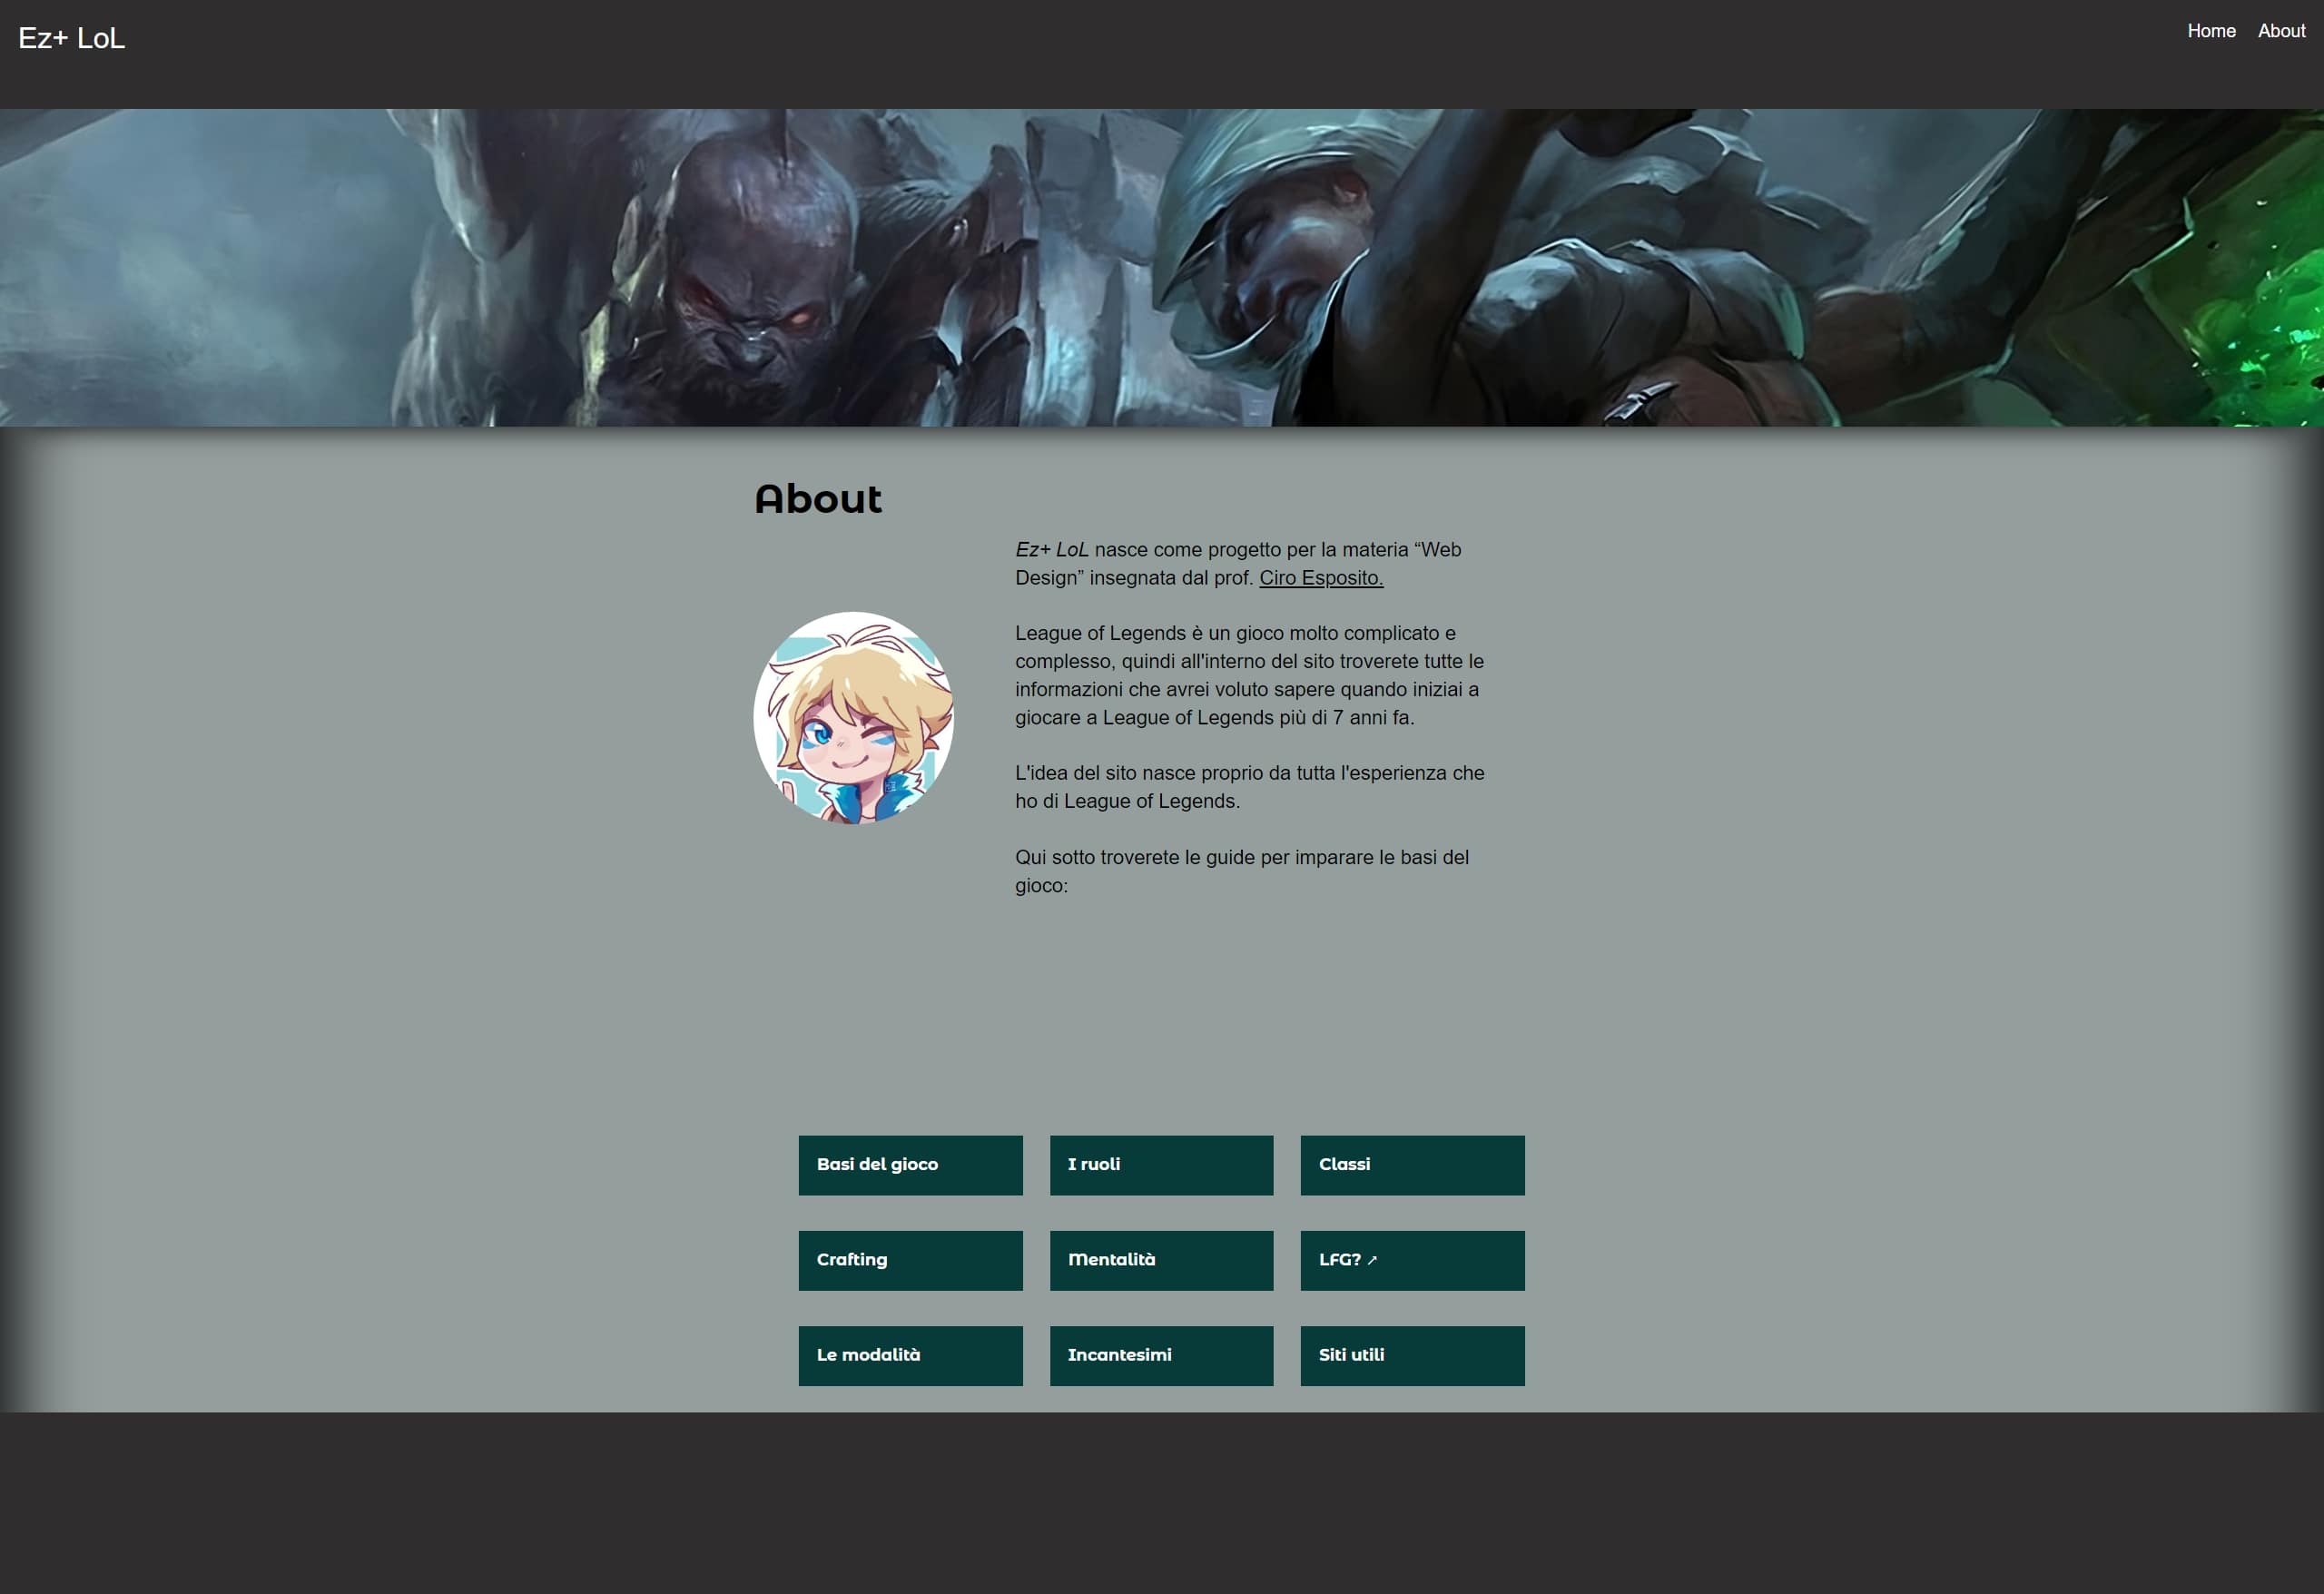 Ez+ LoL
Home About
About
Ez+ LoL nasce come progetto per la materia “Web
Design” insegnata dal prof. Ciro Esposito.
League of Legends è un gioco molto complicato e
complesso, quindi all'interno del sito troverete tutte le
informazioni che avrei voluto sapere quando iniziai a
giocare a League of Legends più di 7 anni fa.
L'idea del sito nasce proprio da tutta l'esperienza che
ho di League of Legends.
Qui sotto troverete le guide per imparare le basi del
gioco:
Basi del gioco
I ruoli
Classi
Crafting
Mentalità
LFG? ↗
Le modalità
Incantesimi
Siti utili